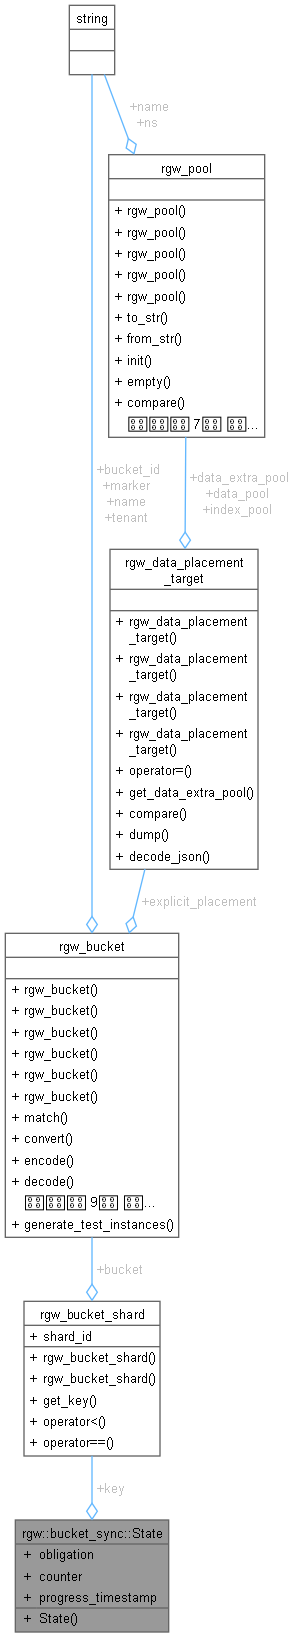 string
+name
+ns
rgw_pool
+ rgw_pool()
+ rgw_pool()
+ rgw_pool()
+ rgw_pool()
+ rgw_pool()
+ to_str()
+ from_str()
+ init()
+ empty()
+ compare()
7
...
+bucket_id
+marker
+name
+tenant
+data_extra_pool
+data_pool
+index_pool
rgw_data_placement
_target
+ rgw_data_placement
_target()
+ rgw_data_placement
_target()
+ rgw_data_placement
_target()
+ rgw_data_placement
_target()
+ operator=()
+ get_data_extra_pool()
+ compare()
+ dump()
+ decode_json()
+explicit_placement
rgw_bucket
+ rgw_bucket()
+ rgw_bucket()
+ rgw_bucket()
+ rgw_bucket()
+ rgw_bucket()
+ rgw_bucket()
+ match()
+ convert()
+ encode()
+ decode()
9
...
+ generate_test_instances()
+bucket
rgw_bucket_shard
+ shard_id
+ rgw_bucket_shard()
+ rgw_bucket_shard()
+ get_key()
+ operator<()
+ operator==()
+key
rgw::bucket_sync::State
+ obligation
+ counter
+ progress_timestamp
+ State()